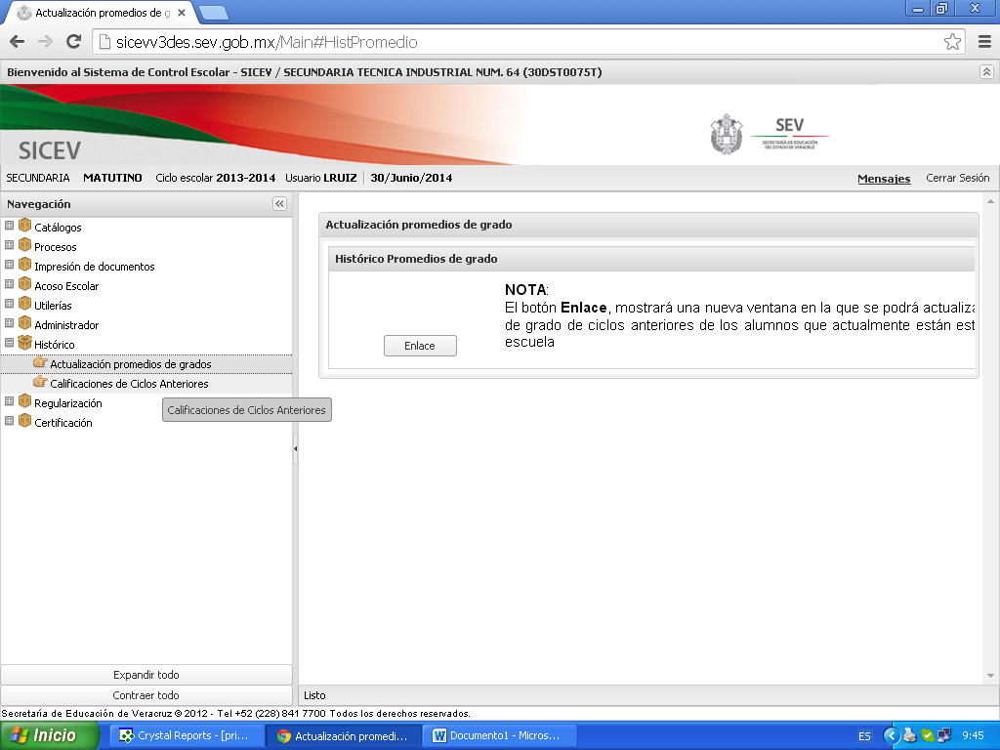 Actualización promedios de g
sicevv3des.sev.gob.mx/Main#HistPromedio
Bienvenido al Sistema de Control Escolar - SICEV / SECUNDARIA TECNICA INDUSTRIAL NUM. 64 (30DST0075T)
SICEV
SEV
SECRETARÍA DE EDUCACIÓN
DEL ESTADO DE VERACRUZ
SECUNDARIA MATUTINO Ciclo escolar 2013-2014 Usuario LRUIZ 30/Junio/2014 Mensajes Cerrar Sesión
Navegación
Catálogos
Procesos
Impresión de documentos
Acoso Escolar
Utilerías
Administrador
Histórico
Actualización promedios de grados
Calificaciones de Ciclos Anteriores
Regularización
Calificaciones de Ciclos Anteriores
Certificación
Expandir todo
Contraer todo
Actualización promedios de grado
Histórico Promedios de grado
NOTA:
El botón Enlace, mostrará una nueva ventana en la que se podrá actualiza
de grado de ciclos anteriores de los alumnos que actualmente están est
escuela
Enlace
Listo
Secretaría de Educación de Veracruz © 2012 - Tel +52 (228) 841 7700 Todos los derechos reservados.
Inicio Crystal Reports - [pri... Actualización promedi... Documento1 - Micros... ES 9:45